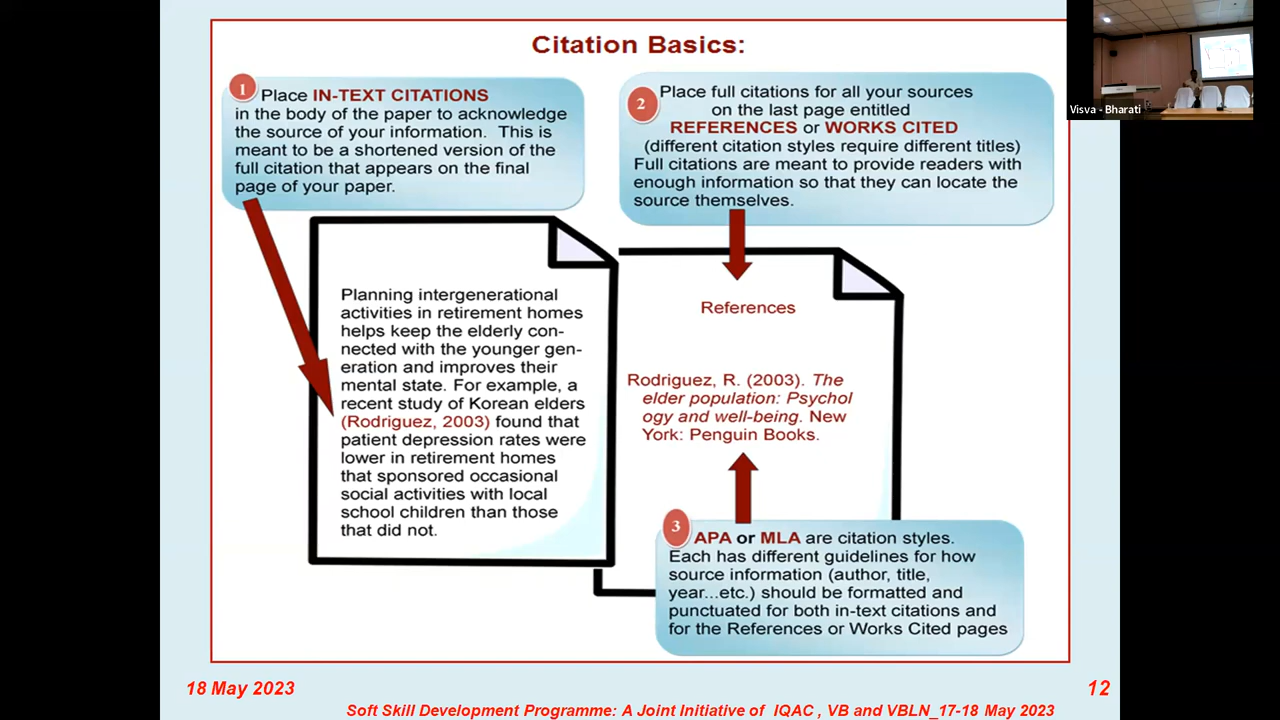 Citation Basics:
1
Place IN-TEXT CITATIONS
in the body of the paper to acknowledge
the source of your information. This is
meant to be a shortened version of the
full citation that appears on the final
page of your paper.
2
Place full citations for all your sources
on the last page entitled
REFERENCES or WORKS CITED
(different citation styles require different titles)
Full citations are meant to provide readers with
enough information so that they can locate the
source themselves.
Planning intergenerational
activities in retirement homes
helps keep the elderly con-
nected with the younger gen-
eration and improves their
mental state. For example, a
recent study of Korean elders
(Rodriguez, 2003) found that
patient depression rates were
lower in retirement homes
that sponsored occasional
social activities with local
school children than those
that did not.
References
Rodriguez, R. (2003). The
elder population: Psychol
ogy and well-being. New
York: Penguin Books.
3
APA or MLA are citation styles.
Each has different guidelines for how
source information (author, title,
year...etc.) should be formatted and
punctuated for both in-text citations and
for the References or Works Cited pages
18 May 2023
12
Soft Skill Development Programme: A Joint Initiative of IQAC , VB and VBLN_17-18 May 2023
Visva - Bharati